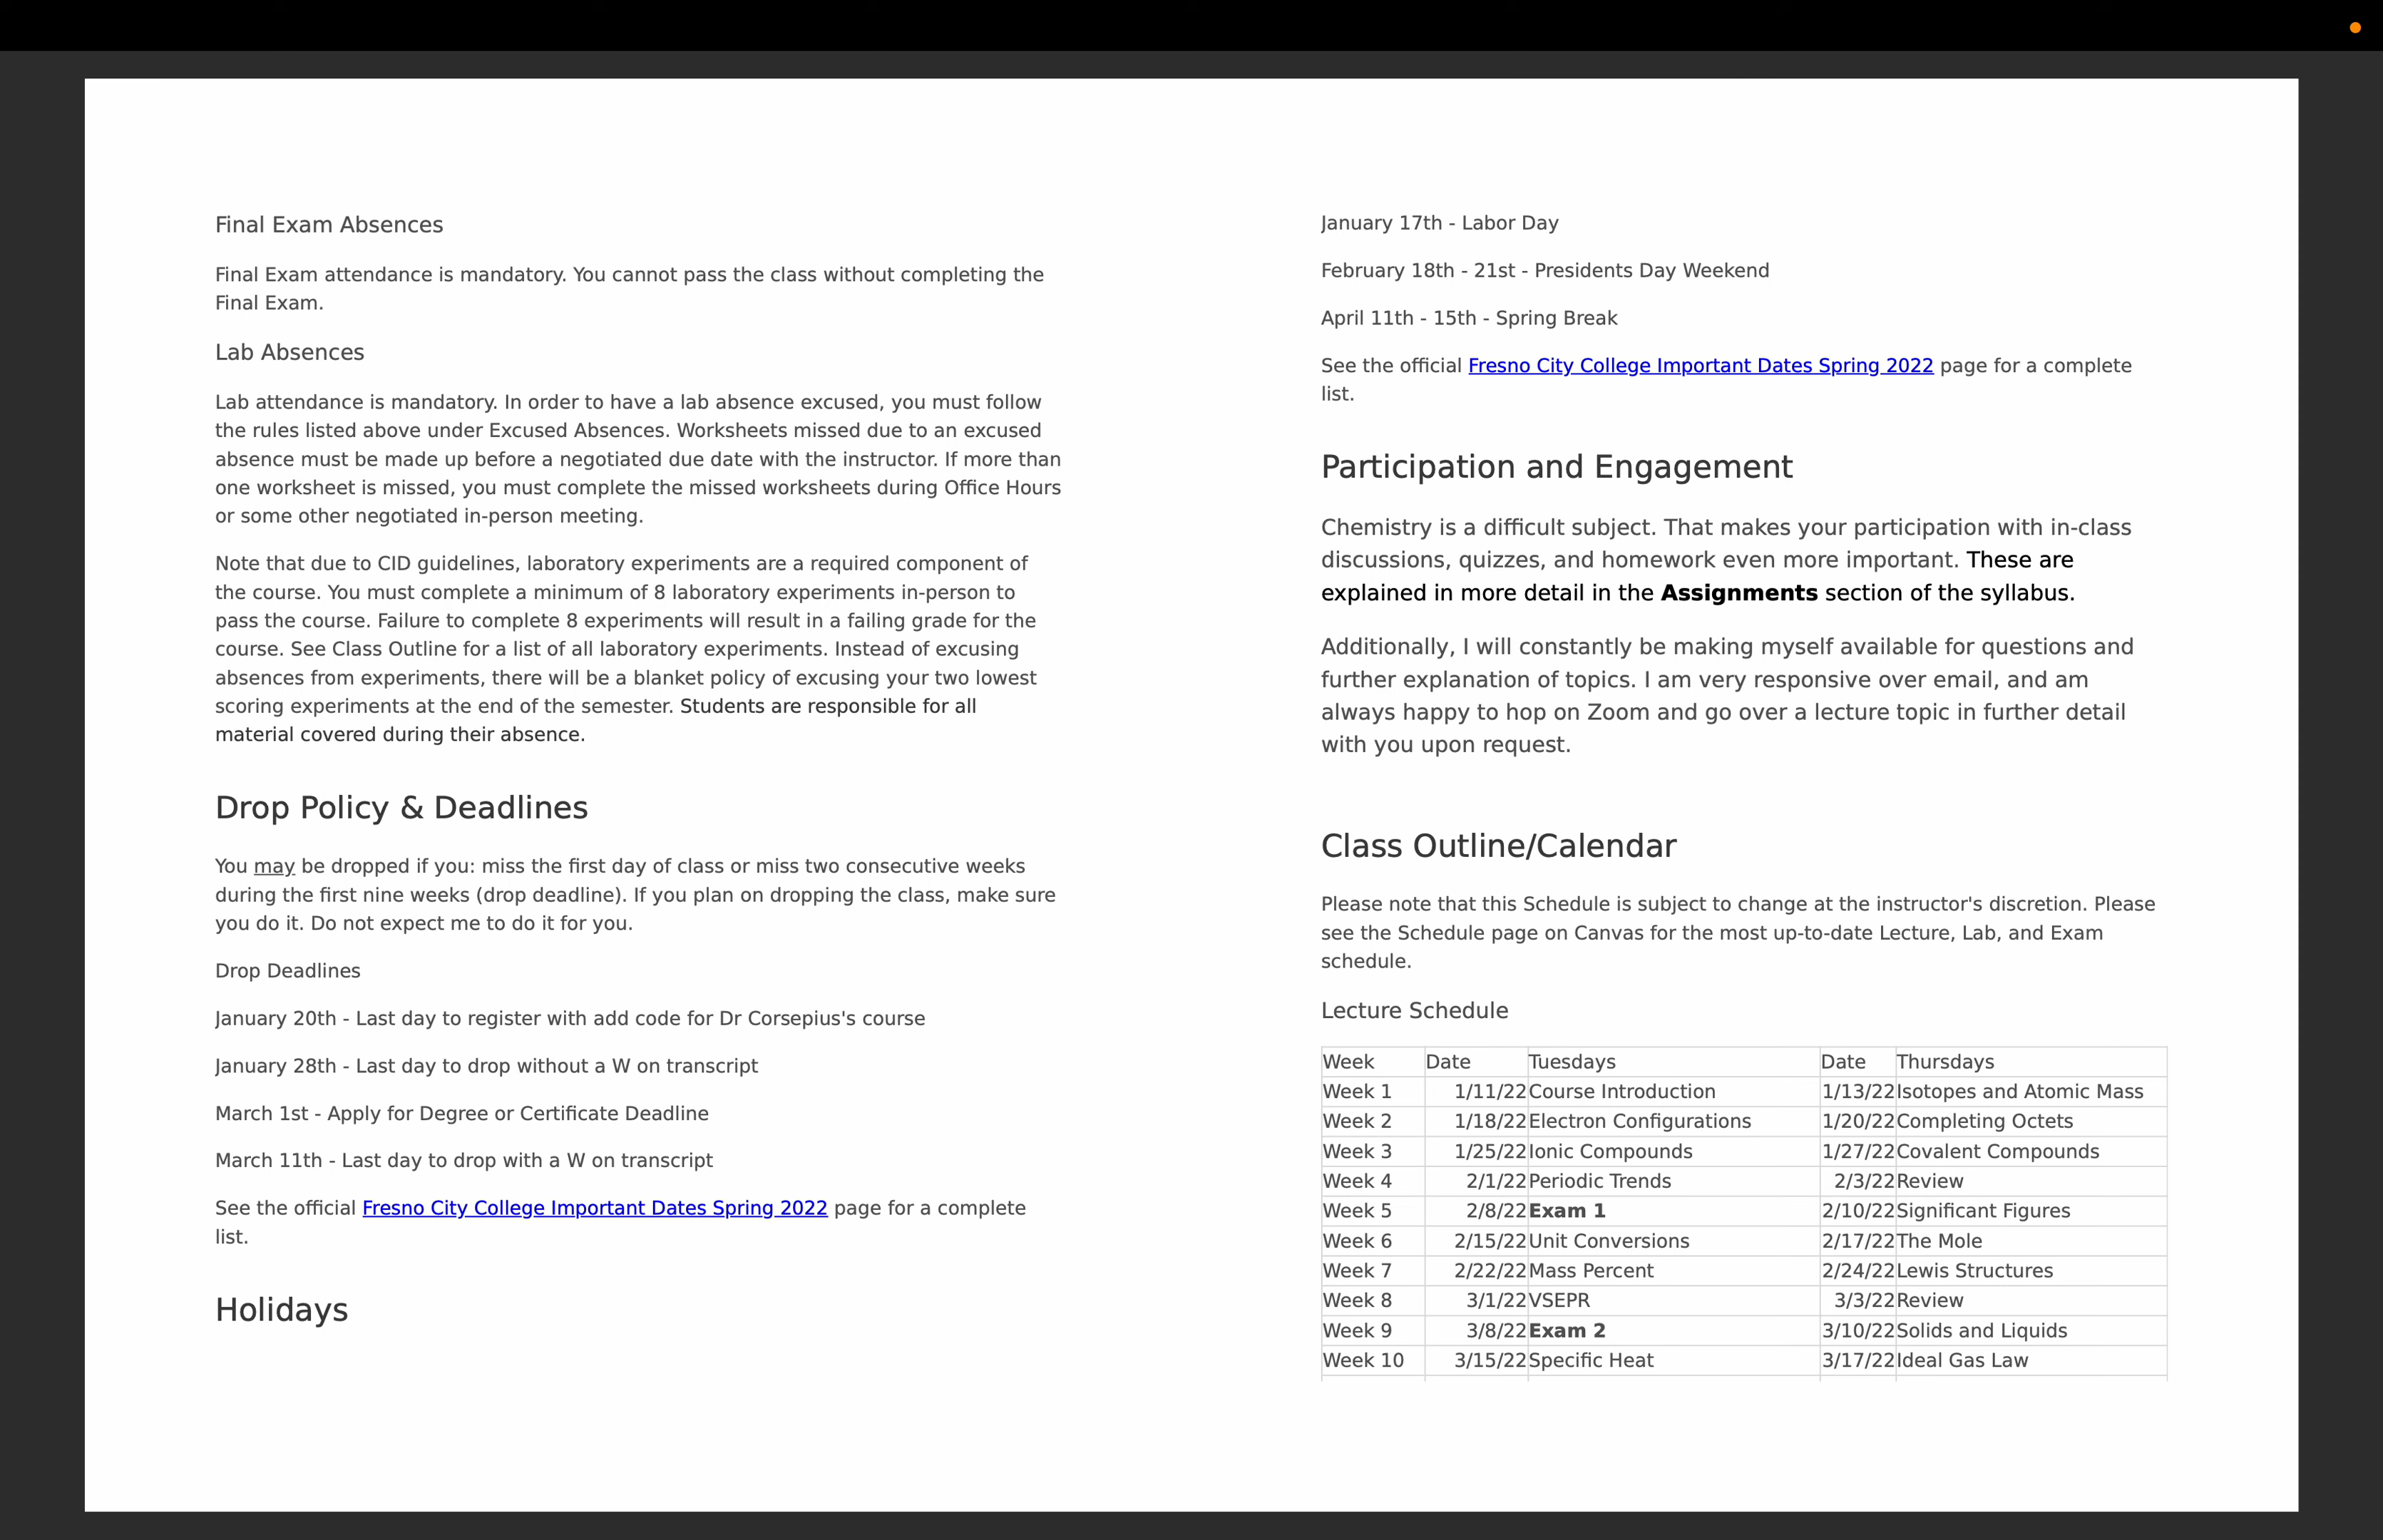 Final Exam Absences
Final Exam attendance is mandatory. You cannot pass the class without completing the
Final Exam.
Lab Absences
Lab attendance is mandatory. In order to have a lab absence excused, you must follow
the rules listed above under Excused Absences. Worksheets missed due to an excused
absence must be made up before a negotiated due date with the instructor. If more than
one worksheet is missed, you must complete the missed worksheets during Office Hours
or some other negotiated in-person meeting.
Note that due to CID guidelines, laboratory experiments are a required component of
the course. You must complete a minimum of 8 laboratory experiments in-person to
pass the course. Failure to complete 8 experiments will result in a failing grade for the
course. See Class Outline for a list of all laboratory experiments. Instead of excusing
absences from experiments, there will be a blanket policy of excusing your two lowest
scoring experiments at the end of the semester. Students are responsible for all
material covered during their absence.
Drop Policy & Deadlines
You may be dropped if you: miss the first day of class or miss two consecutive weeks
during the first nine weeks (drop deadline). If you plan on dropping the class, make sure
you do it. Do not expect me to do it for you.
Drop Deadlines
January 20th - Last day to register with add code for Dr Corsepius's course
January 28th - Last day to drop without a W on transcript
March 1st - Apply for Degree or Certificate Deadline
March 11th - Last day to drop with a W on transcript
See the official Fresno City College Important Dates Spring 2022 page for a complete
list.
Holidays
January 17th - Labor Day
February 18th - 21st - Presidents Day Weekend
April 11th - 15th - Spring Break
See the official Fresno City College Important Dates Spring 2022 page for a complete
list.
Participation and Engagement
Chemistry is a difficult subject. That makes your participation with in-class
discussions, quizzes, and homework even more important. These are
explained in more detail in the Assignments section of the syllabus.
Additionally, I will constantly be making myself available for questions and
further explanation of topics. I am very responsive over email, and am
always happy to hop on Zoom and go over a lecture topic in further detail
with you upon request.
Class Outline/Calendar
Please note that this Schedule is subject to change at the instructor's discretion. Please
see the Schedule page on Canvas for the most up-to-date Lecture, Lab, and Exam
schedule.
Lecture Schedule
Week Date Tuesdays Date Thursdays
Week 1 1/11/22 Course Introduction 1/13/22 Isotopes and Atomic Mass
Week 2 1/18/22 Electron Configurations 1/20/22 Completing Octets
Week 3 1/25/22 Ionic Compounds 1/27/22 Covalent Compounds
Week 4 2/1/22 Periodic Trends 2/3/22 Review
Week 5 2/8/22 Exam 1 2/10/22 Significant Figures
Week 6 2/15/22 Unit Conversions 2/17/22 The Mole
Week 7 2/22/22 Mass Percent 2/24/22 Lewis Structures
Week 8 3/1/22 VSEPR 3/3/22 Review
Week 9 3/8/22 Exam 2 3/10/22 Solids and Liquids
Week 10 3/15/22 Specific Heat 3/17/22 Ideal Gas Law